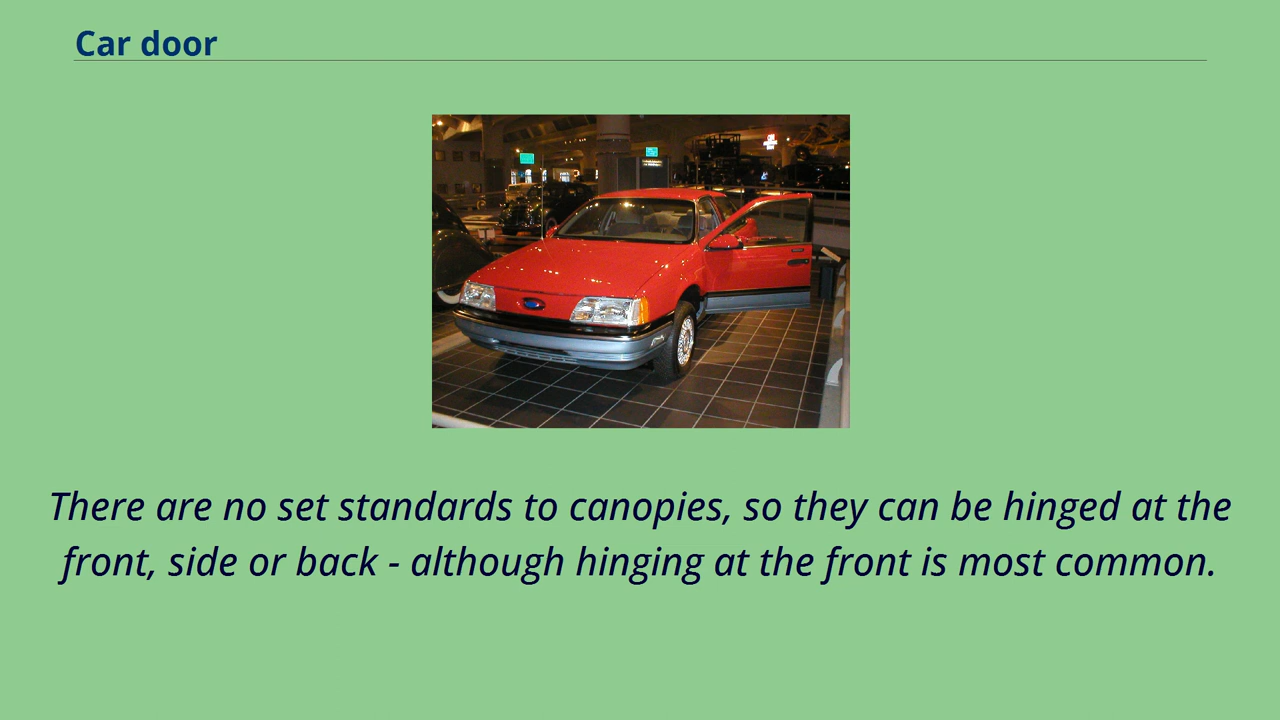 Car door
There are no set standards to canopies, so they can be hinged at the
front, side or back - although hinging at the front is most common.